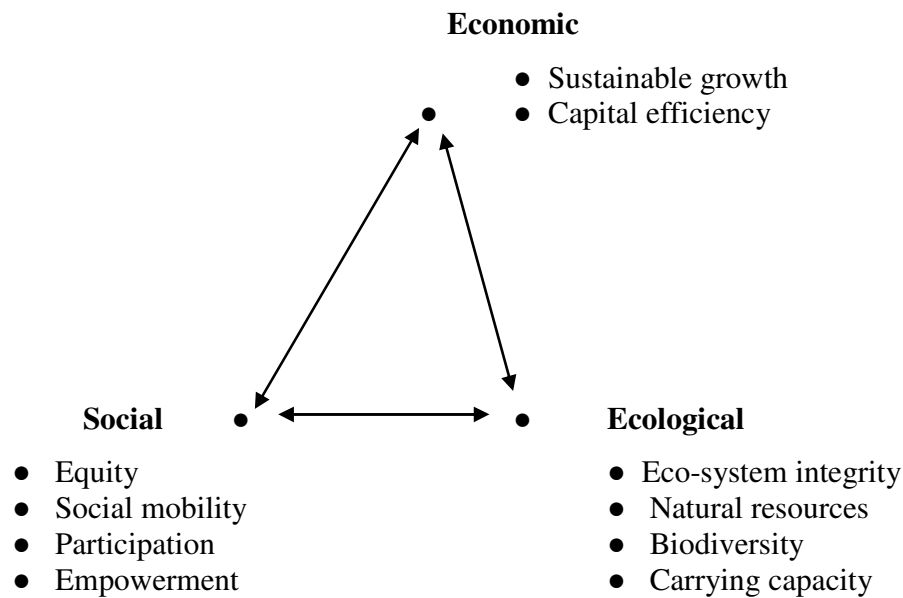 Economic
● Sustainable growth
● Capital efficiency
Social
● Equity
● Social mobility
● Participation
● Empowerment
Ecological
● Eco-system integrity
● Natural resources
● Biodiversity
● Carrying capacity